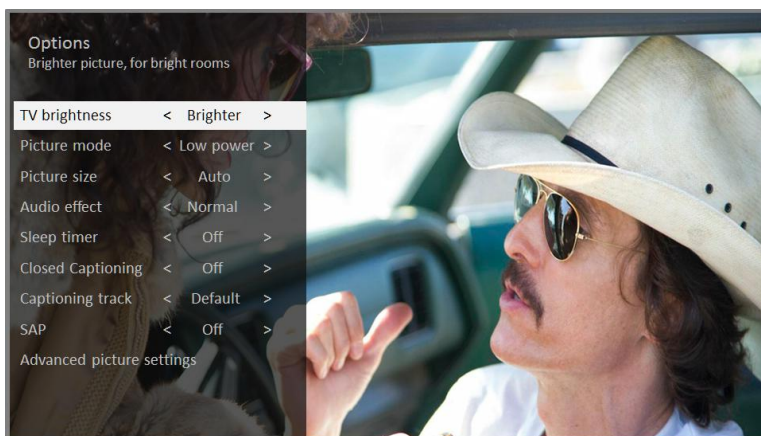 Options
Brighter picture, for bright rooms
TV brightness < Brighter >
Picture mode < Low power >
Picture size < Auto >
Audio effect < Normal >
Sleep timer < Off >
Closed Captioning < Off >
Captioning track < Default >
SAP < Off >
Advanced picture settings